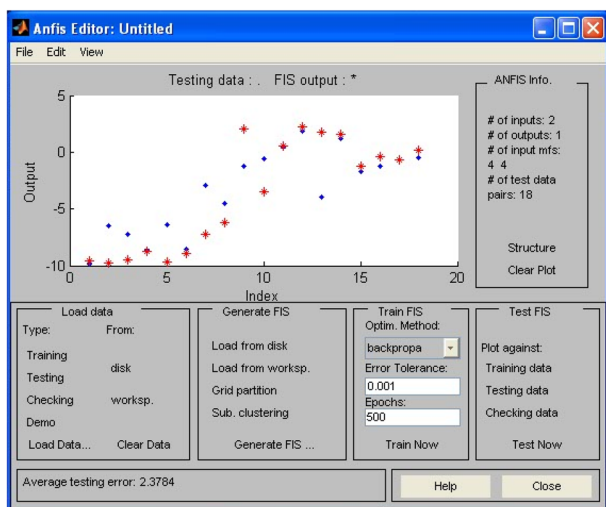 Anfis Editor: Untitled
File Edit View
Testing data : . FIS output : *
5
0
-5
-10
Output
0 5 10 15 20
Index
ANFIS Info.
# of inputs: 2
# of outputs: 1
# of input mfs:
4 4
# of test data
pairs: 18
Structure
Clear Plot
Load data
Type: From:
Training
Testing
Checking
Demo
disk
worksp.
Load Data... Clear Data
Generate FIS
Load from disk
Load from worksp.
Grid partition
Sub. clustering
Generate FIS ...
Train FIS
Optim. Method:
backpropa
Error Tolerance:
0.001
Epochs:
500
Train Now
Test FIS
Plot against:
Training data
Testing data
Checking data
Test Now
Average testing error: 2.3784
Help Close